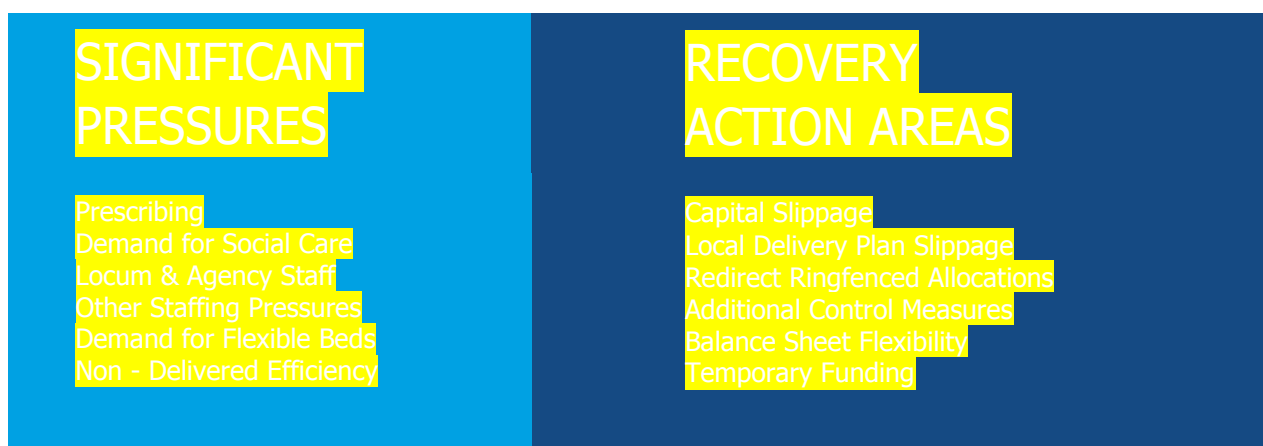 SIGNIFICANT
PRESSURES
Prescribing
Demand for Social Care
Locum & Agency Staff
Other Staffing Pressures
Demand for Flexible Beds
Non - Delivered Efficiency
RECOVERY
ACTION AREAS
Capital Slippage
Local Delivery Plan Slippage
Redirect Ringfenced Allocations
Additional Control Measures
Balance Sheet Flexibility
Temporary Funding